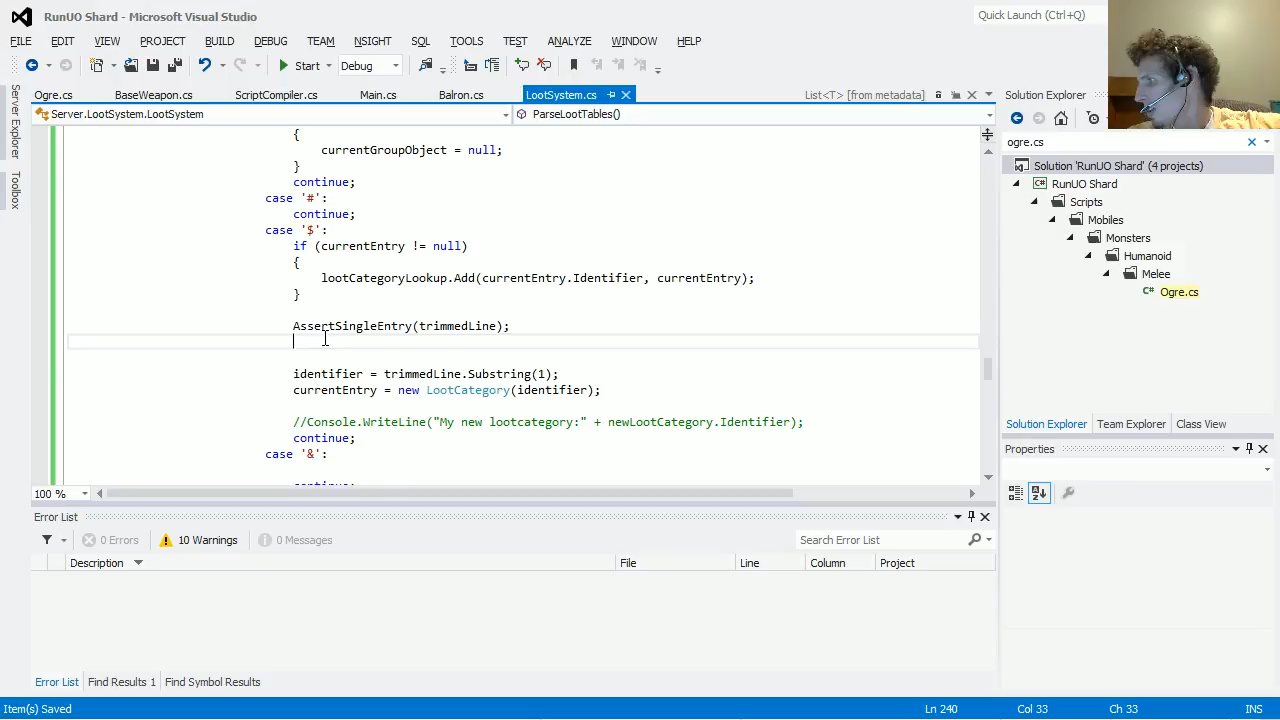 RunUO Shard - Microsoft Visual Studio
Quick Launch (Ctrl+Q)
FILE EDIT VIEW PROJECT BUILD DEBUG TEAM NSIGHT SQL TOOLS TEST ANALYZE WINDOW HELP
Start Debug
Server Explorer
Toolbox
Ogre.cs BaseWeapon.cs ScriptCompiler.cs Main.cs Balron.cs LootSystem.cs List<T> [from metadata]
Server.LootSystem.LootSystem ParseLootTables()
{
currentGroupObject = null;
}
continue;
case '#':
continue;
case '$':
if (currentEntry != null)
{
lootCategoryLookup.Add(currentEntry.Identifier, currentEntry);
}
AssertSingleEntry(trimmedLine);
identifier = trimmedLine.Substring(1);
currentEntry = new LootCategory(identifier);
//Console.WriteLine("My new lootcategory:" + newLootCategory.Identifier);
continue;
case '&':
continue;
100 %
Error List
0 Errors 10 Warnings 0 Messages Search Error List
Description File Line Column Project
Error List Find Results 1 Find Symbol Results
Solution Explorer
ogre.cs
Solution 'RunUO Shard' (4 projects)
RunUO Shard
Scripts
Mobiles
Monsters
Humanoid
Melee
Ogre.cs
Solution Explorer Team Explorer Class View
Properties
Item(s) Saved Ln 240 Col 33 Ch 33 INS